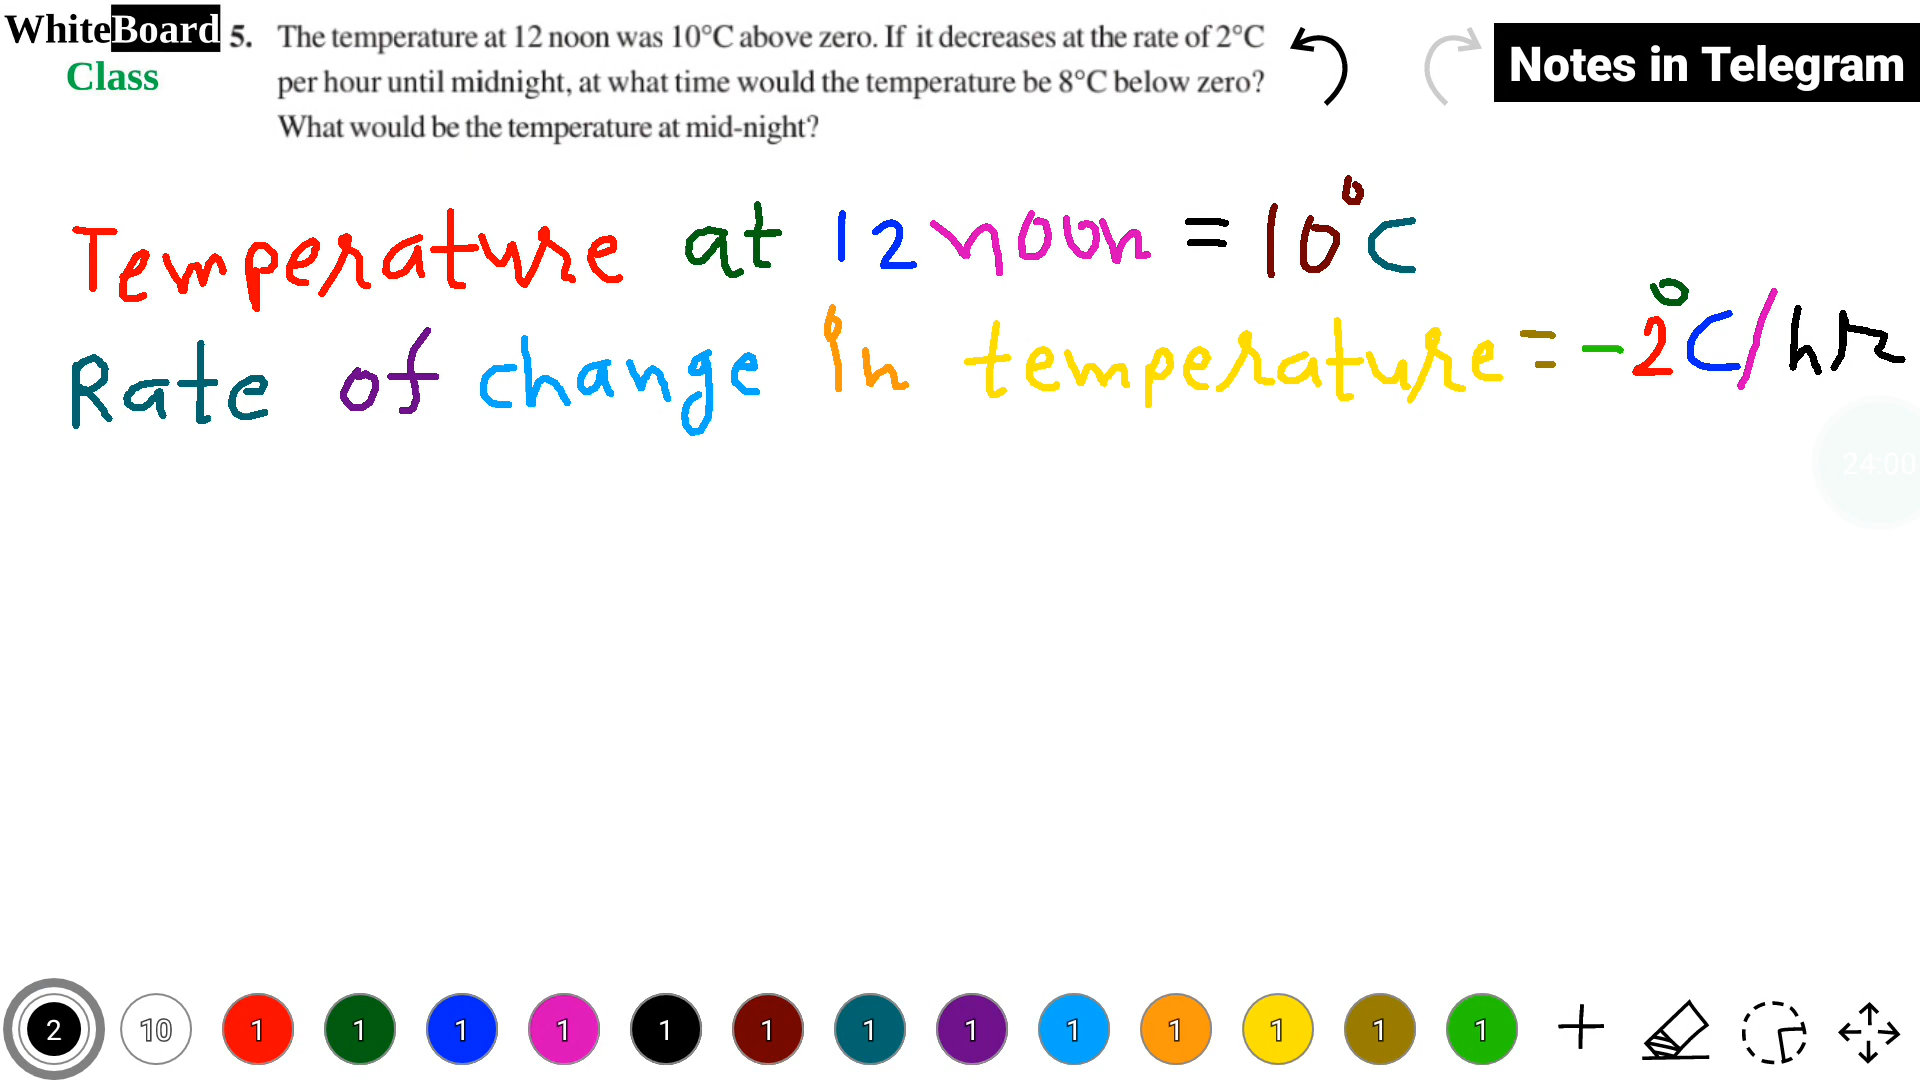 WhiteBoard
Class
5. The temperature at 12 noon was 10°C above zero. If it decreases at the rate of 2°C
per hour until midnight, at what time would the temperature be 8°C below zero?
What would be the temperature at mid-night?
Notes in Telegram
Temperature at 12 noon = 10°C
Rate of change in temperature = -2°C/hr
24:00
2 10 1 1 1 1 1 1 1 1 1 1 1 1 1